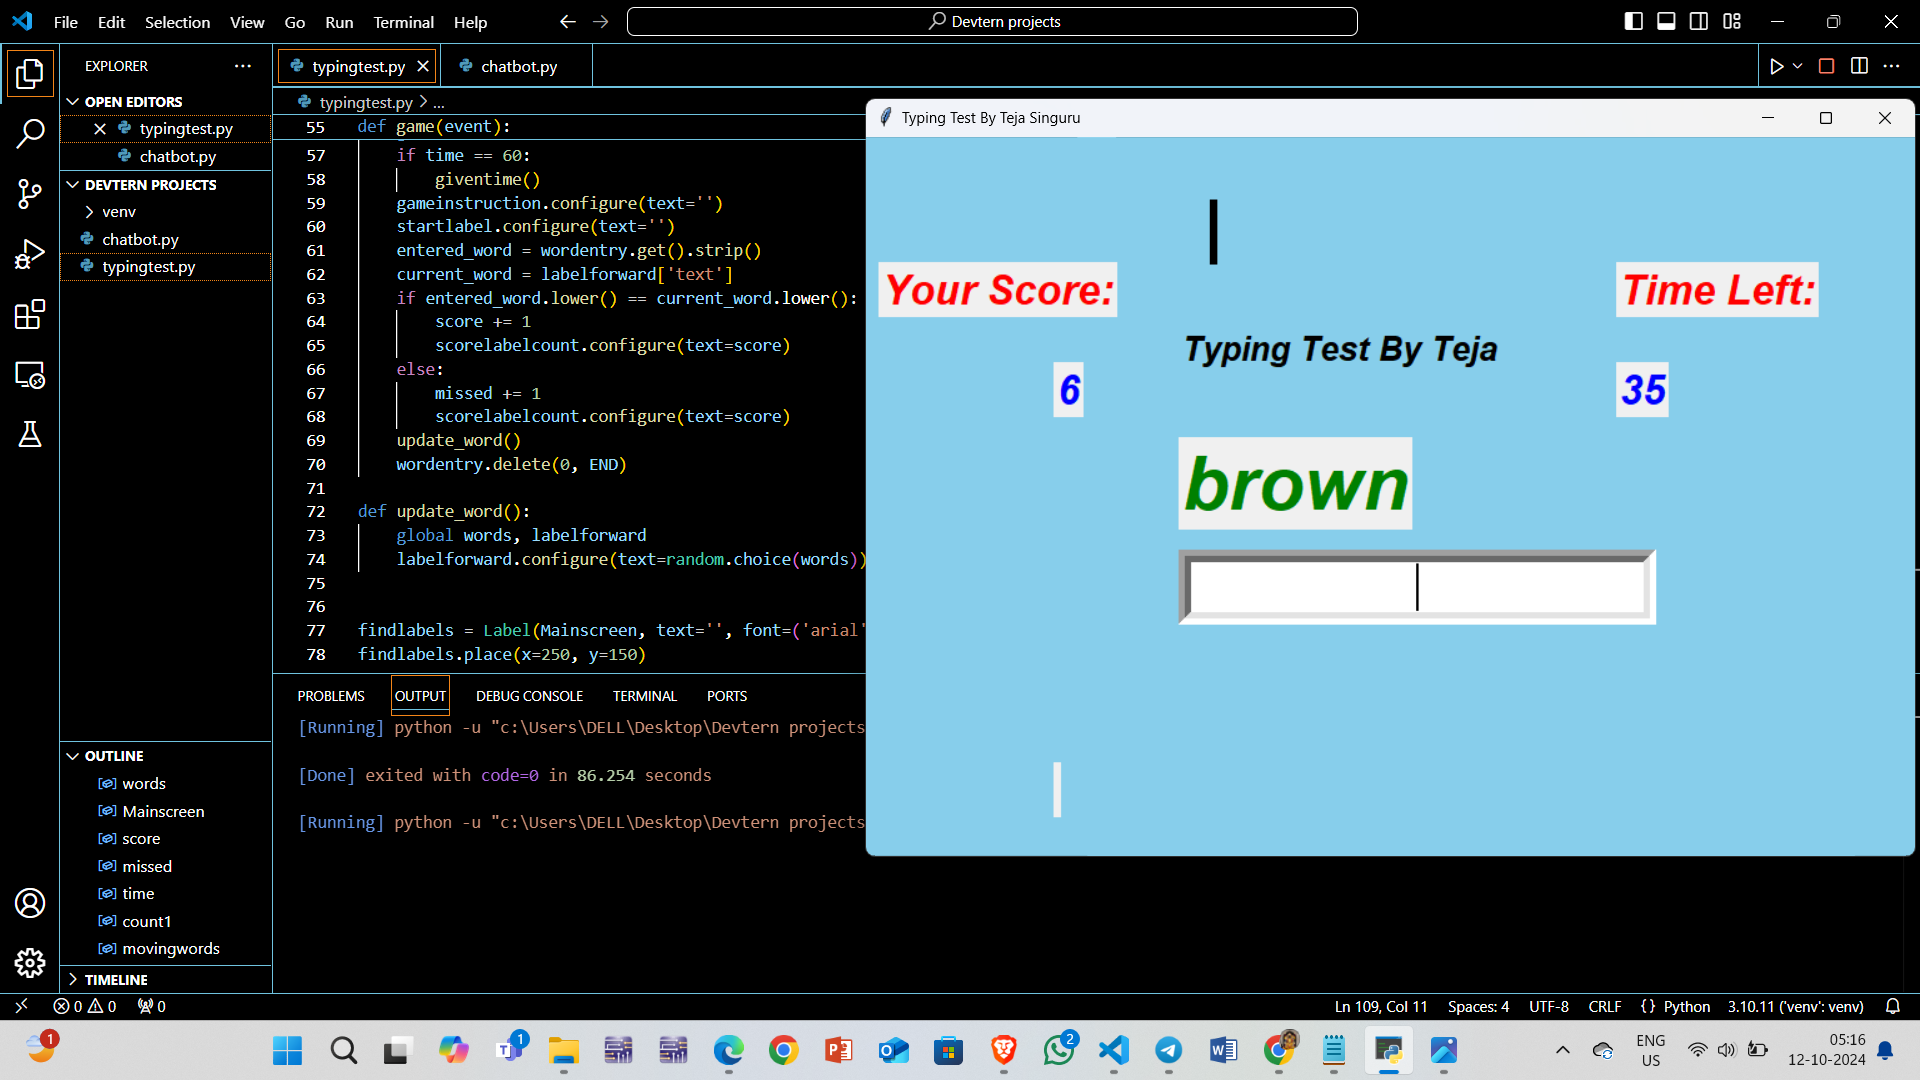 File Edit Selection View Go Run Terminal Help
Devtern projects
EXPLORER
OPEN EDITORS
typingtest.py
chatbot.py
DEVTERN PROJECTS
venv
chatbot.py
typingtest.py
OUTLINE
words
Mainscreen
score
missed
time
count1
movingwords
TIMELINE
typingtest.py
chatbot.py
typingtest.py > ...
55 def game(event):
57 if time == 60:
58 giventime()
59 gameinstruction.configure(text='')
60 startlabel.configure(text='')
61 entered_word = wordentry.get().strip()
62 current_word = labelforward['text']
63 if entered_word.lower() == current_word.lower():
64 score += 1
65 scorelabelcount.configure(text=score)
66 else:
67 missed += 1
68 scorelabelcount.configure(text=score)
69 update_word()
70 wordentry.delete(0, END)
71
72 def update_word():
73 global words, labelforward
74 labelforward.configure(text=random.choice(words))
75
76
77 findlabels = Label(Mainscreen, text='', font=('arial'
78 findlabels.place(x=250, y=150)
PROBLEMS OUTPUT DEBUG CONSOLE TERMINAL PORTS
[Running] python -u "c:\Users\DELL\Desktop\Devtern projects
[Done] exited with code=0 in 86.254 seconds
[Running] python -u "c:\Users\DELL\Desktop\Devtern projects
Typing Test By Teja Singuru
Your Score:
Time Left:
Typing Test By Teja
6
35
brown
0 0 0
Ln 109, Col 11 Spaces: 4 UTF-8 CRLF {} Python 3.10.11 ('venv': venv)
1
1
2
ENG
US
05:16
12-10-2024